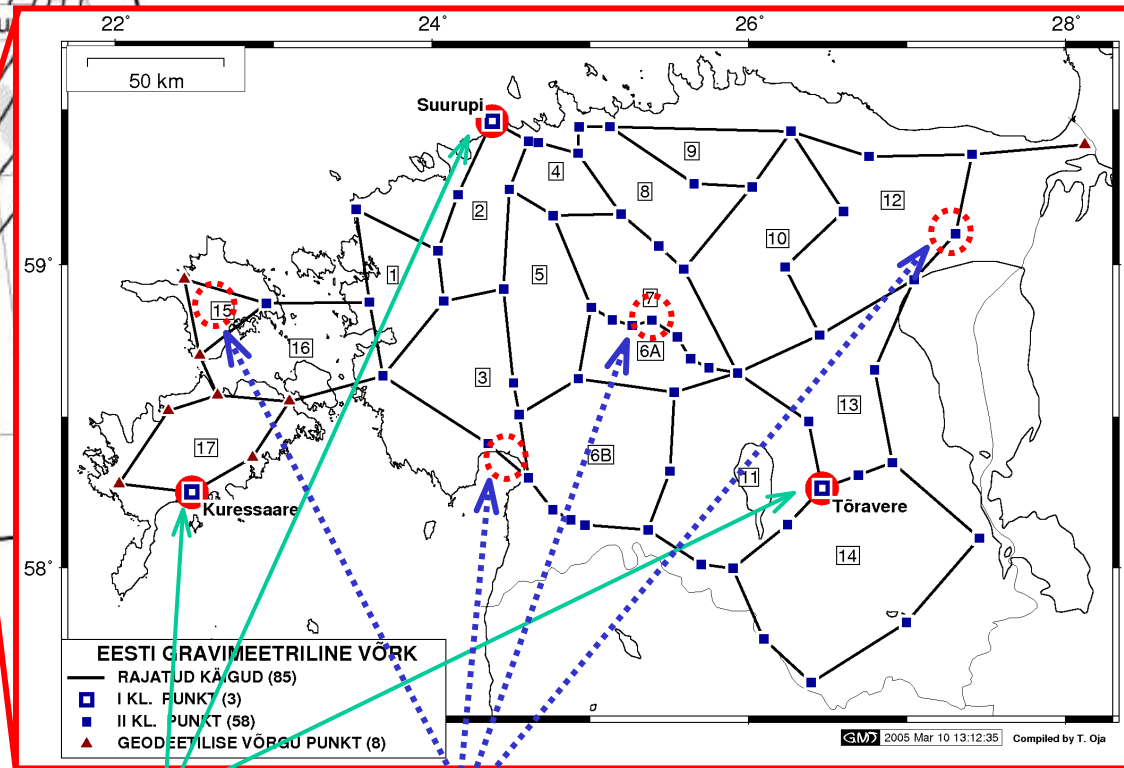 22° 24° 26° 28°
50 km
Suurupi
9
4
8
12
2
10
59°
1
5
7
15
16
6A
3
13
17
6B
11
Kuressaare
Tõravere
14
58°
EESTI GRAVIMEETRILINE VÕRK
RAJATUD KÄIGUD (85)
I KL. PUNKT (3)
II KL. PUNKT (58)
GEODEETILISE VÕRGU PUNKT (8)
GMT 2005 Mar 10 13:12:35 Compiled by T. Oja